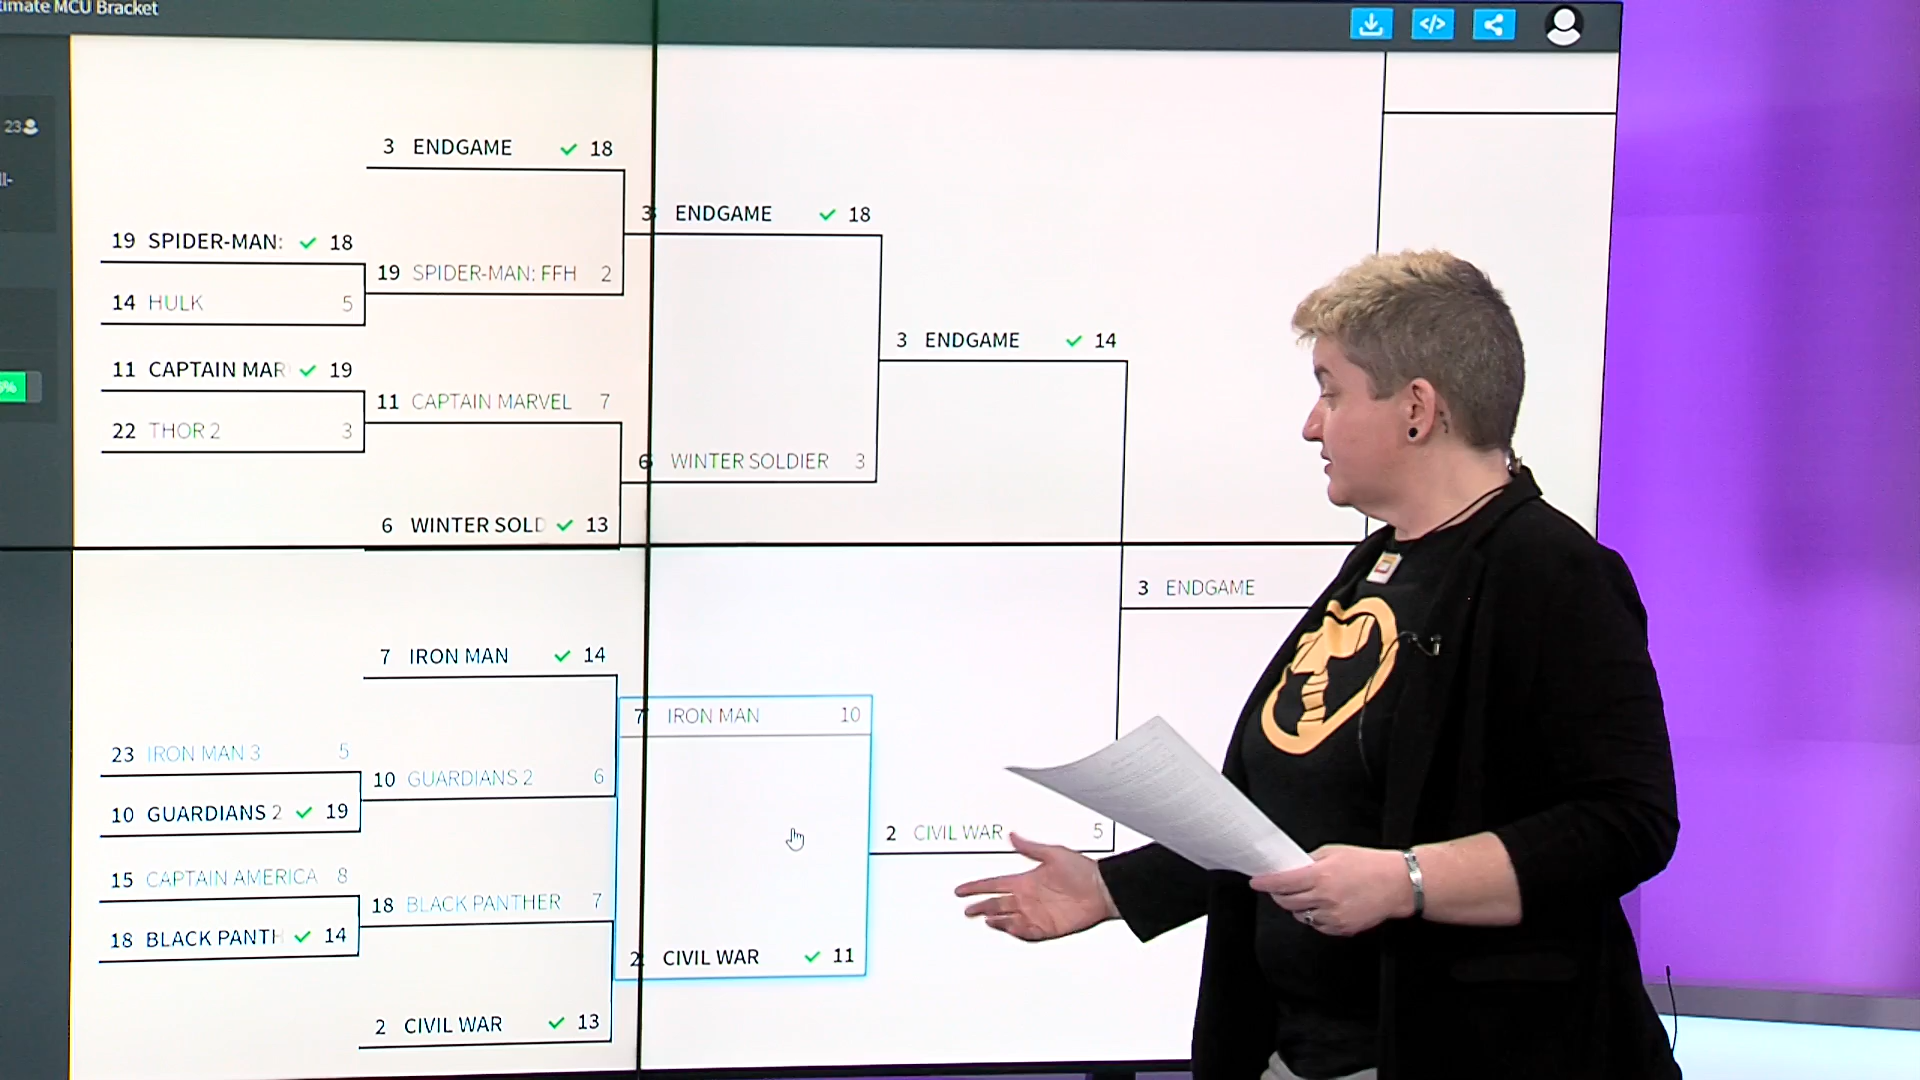 timate MCU Bracket
23
ll-
%
3 ENDGAME 18
19 SPIDER-MAN: 18
14 HULK 5
19 SPIDER-MAN: FFH 2
11 CAPTAIN MAR 19
22 THOR 2 3
11 CAPTAIN MARVEL 7
6 WINTER SOLD 13
3 ENDGAME 18
6 WINTER SOLDIER 3
3 ENDGAME 14
3 ENDGAME
7 IRON MAN 14
23 IRON MAN 3 5
10 GUARDIANS 2 19
10 GUARDIANS 2 6
15 CAPTAIN AMERICA 8
18 BLACK PANTH 14
18 BLACK PANTHER 7
2 CIVIL WAR 13
7 IRON MAN 10
2 CIVIL WAR 11
2 CIVIL WAR 5